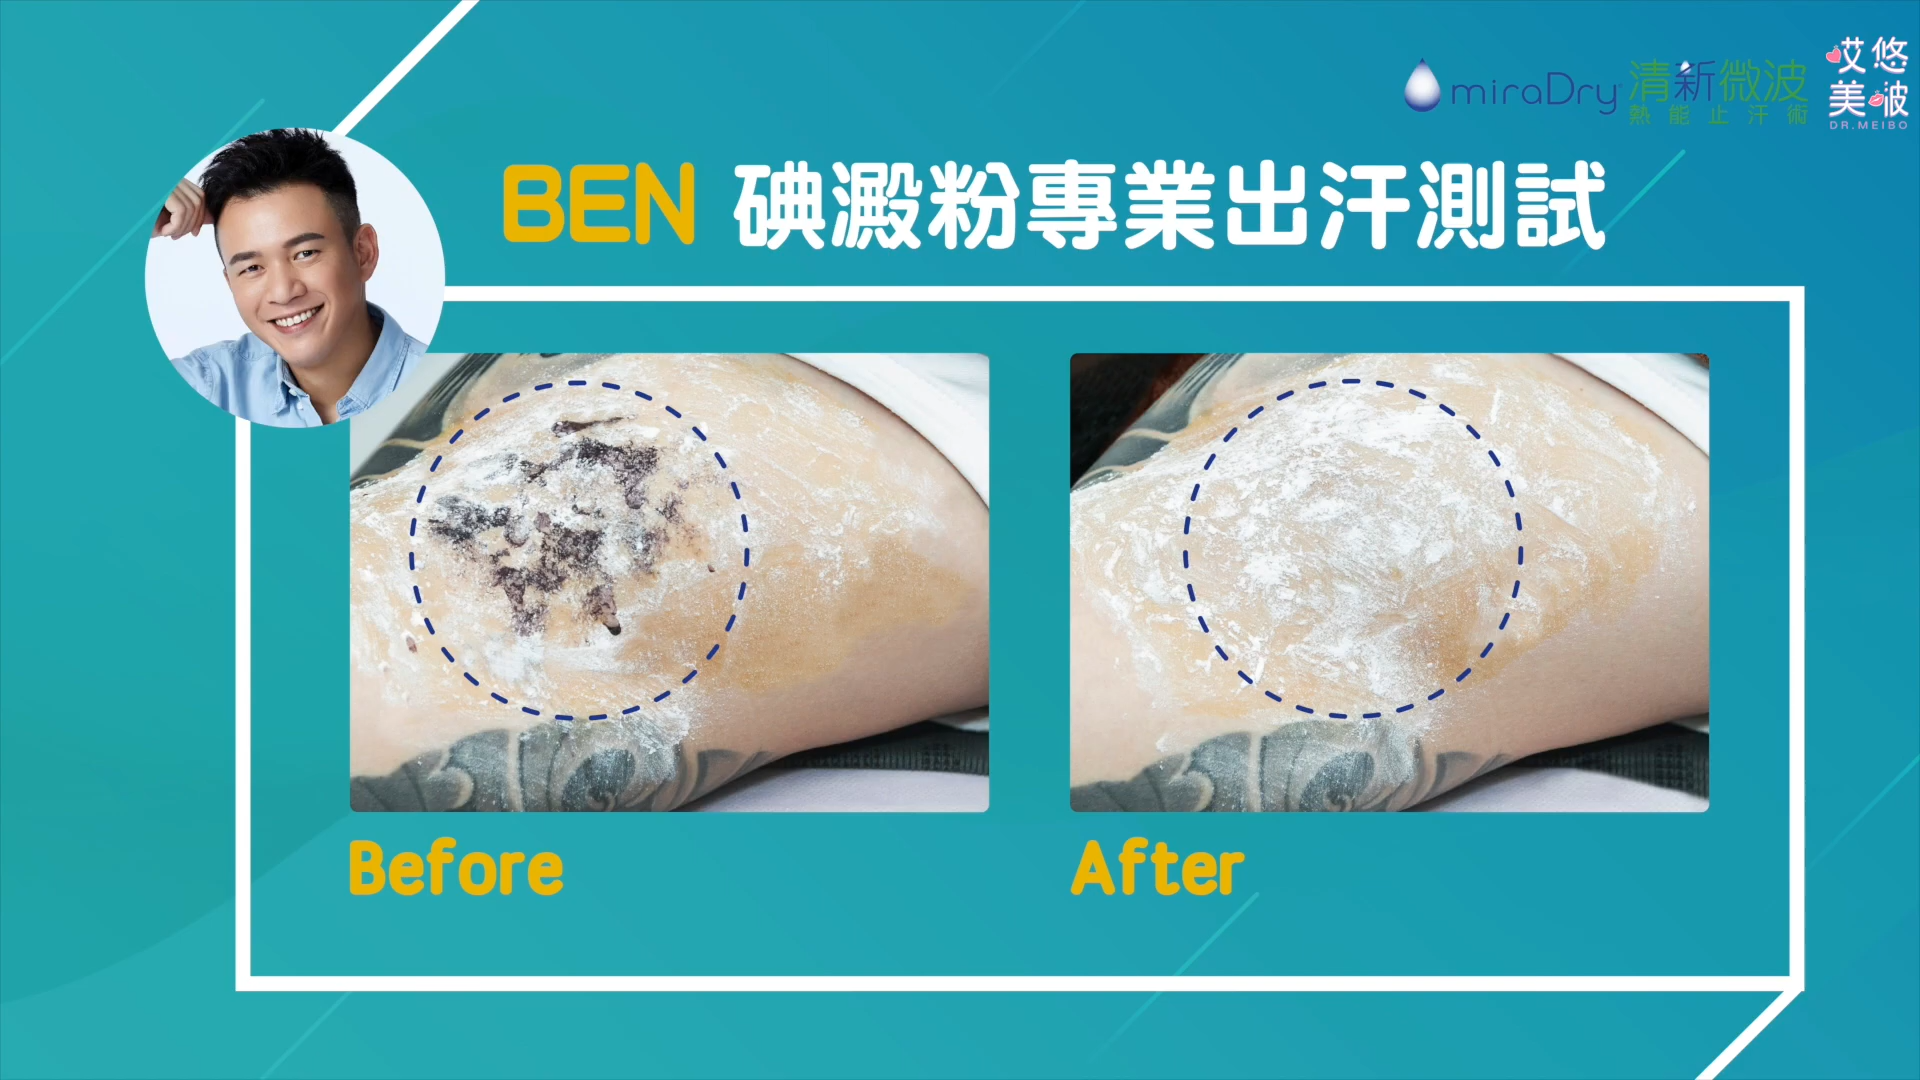 miraDry 清新微波
熱能止汗術
艾悠
美波
DR.MEIBO
BEN 碘澱粉專業出汗測試
Before
After